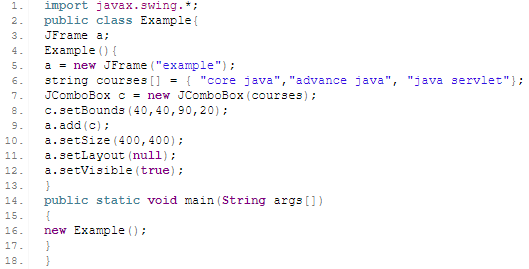 1. import javax.swing.*;
2. public class Example{
3. JFrame a;
4. Example(){
5. a = new JFrame("example");
6. string courses[] = { "core java","advance java", "java servlet"};
7. JComboBox c = new JComboBox(courses);
8. c.setBounds(40,40,90,20);
9. a.add(c);
10. a.setSize(400,400);
11. a.setLayout(null);
12. a.setVisible(true);
13. }
14. public static void main(String args[])
15. {
16. new Example();
17. }
18. }